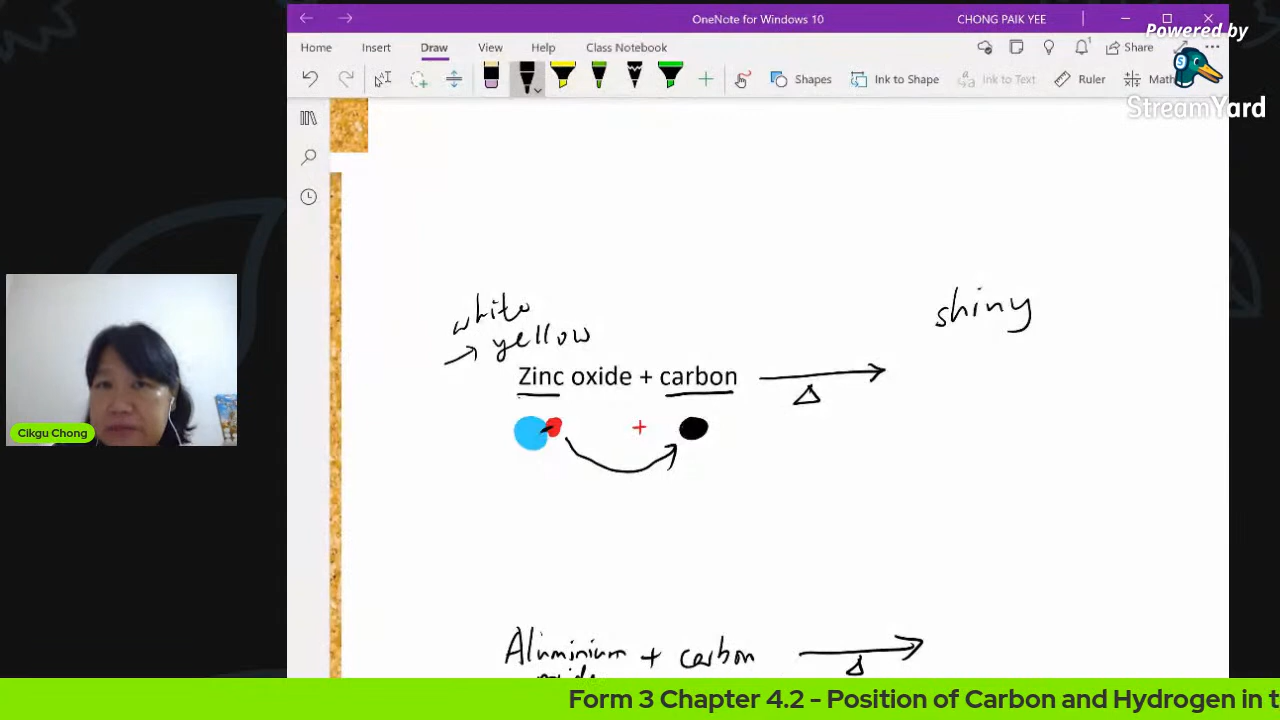 OneNote for Windows 10
CHONG PAIK YEE
Powered by
StreamYard
Home Insert Draw View Help Class Notebook
Share
Shapes Ink to Shape Ink to Text Ruler Math
white
→ yellow
shiny
Zinc oxide + carbon
Δ
+
Cikgu Chong
Aluminium + carbon
Δ
Form 3 Chapter 4.2 - Position of Carbon and Hydrogen in t